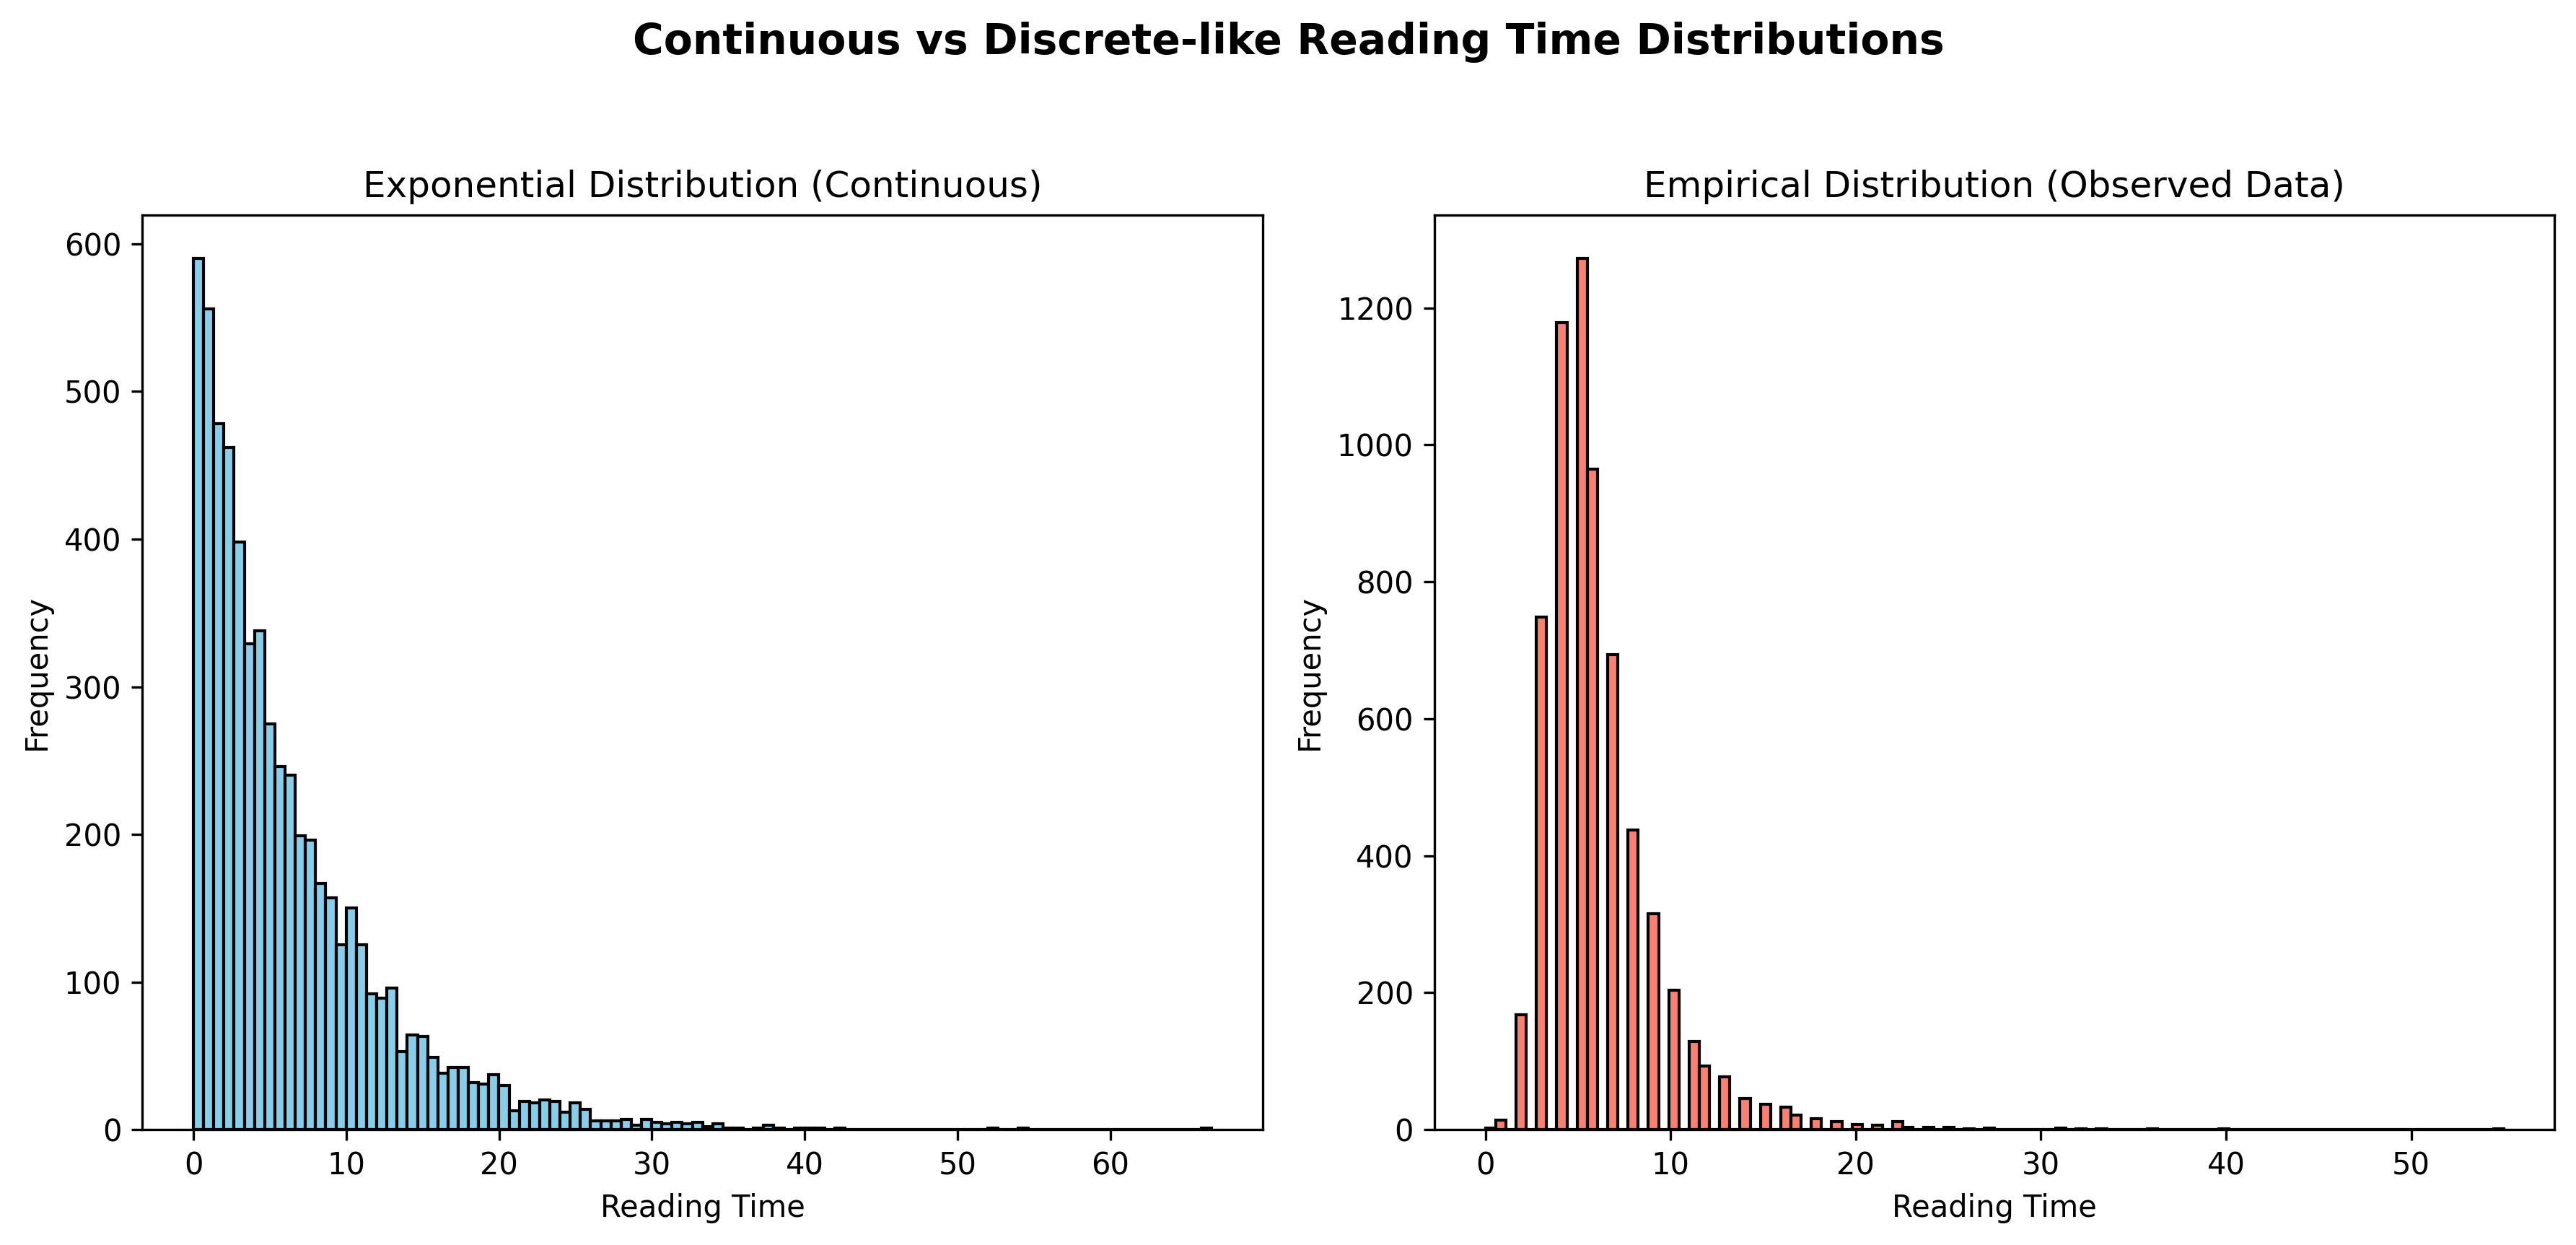 Continuous vs Discrete-like Reading Time Distributions
Exponential Distribution (Continuous)
600
500
400
300
200
100
0
Frequency
0 10 20 30 40 50 60
Reading Time
Empirical Distribution (Observed Data)
1200
1000
800
600
400
200
0
Frequency
0 10 20 30 40 50
Reading Time